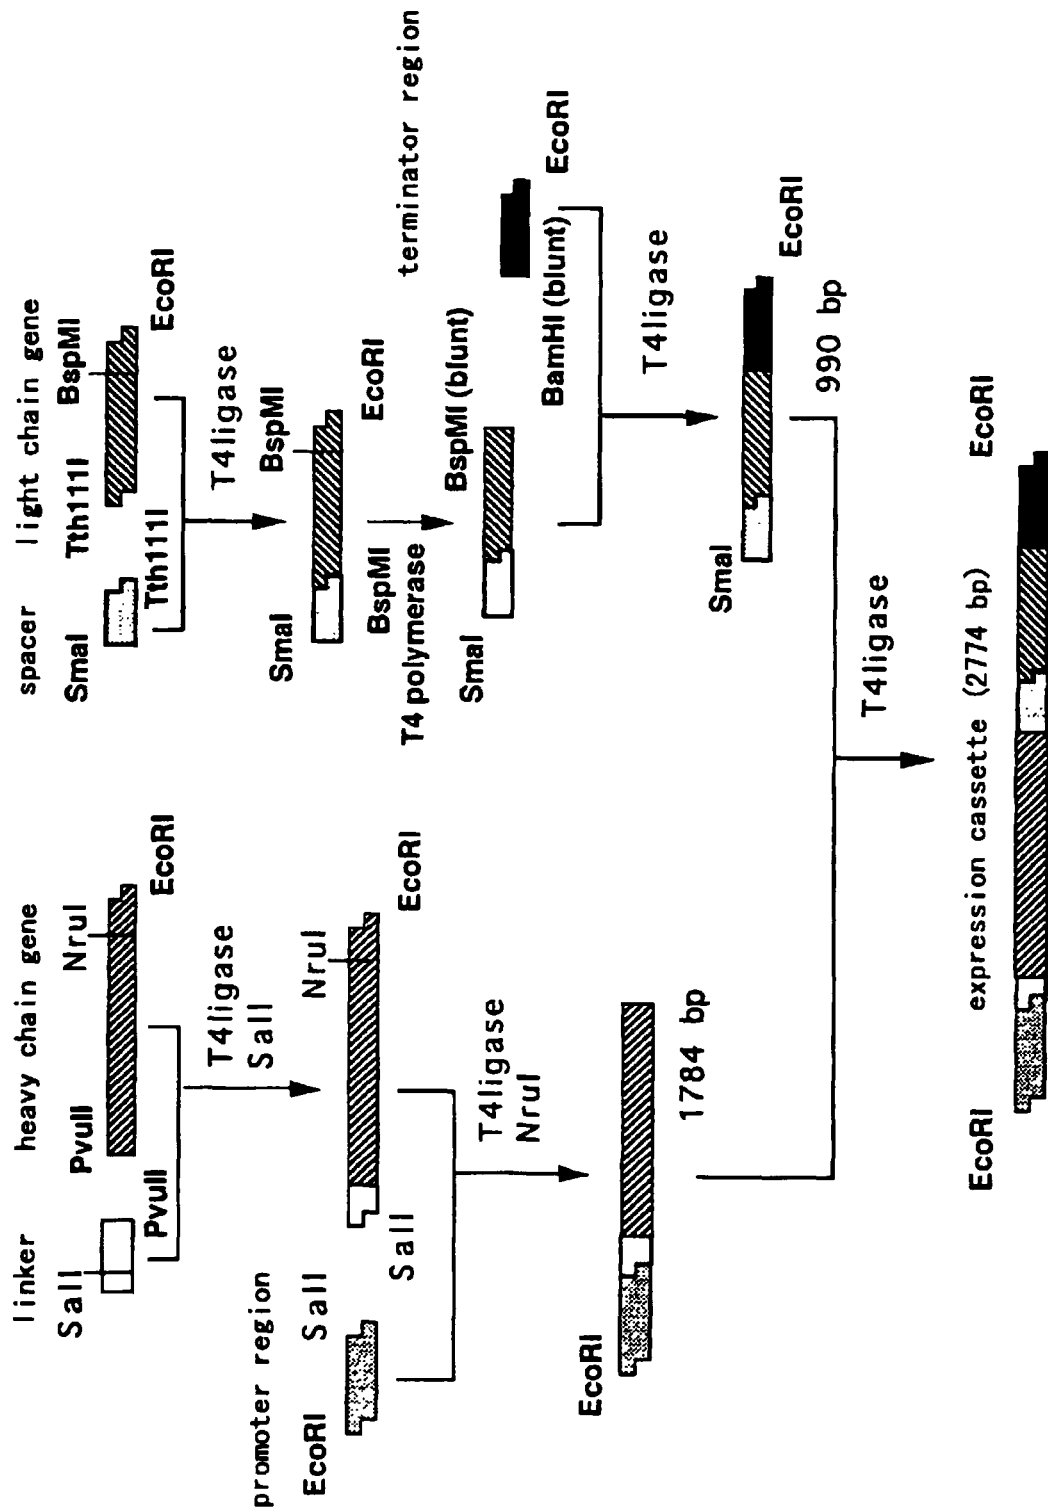 linker
heavy chain gene
SalI
PvuII
NruI
PvuII
EcoRI
T4ligase
SalI
promoter region
EcoRI
SalI
NruI
SalI
EcoRI
T4ligase
NruI
EcoRI
1784 bp
spacer
light chain gene
SmaI
Tth111I
BspMI
Tth111I
EcoRI
T4ligase
SmaI
BspMI
EcoRI
BspMI
T4 polymerase
SmaI
BspMI (blunt)
terminator region
BamHI (blunt)
EcoRI
T4ligase
SmaI
EcoRI
990 bp
T4ligase
expression cassette (2774 bp)
EcoRI
EcoRI